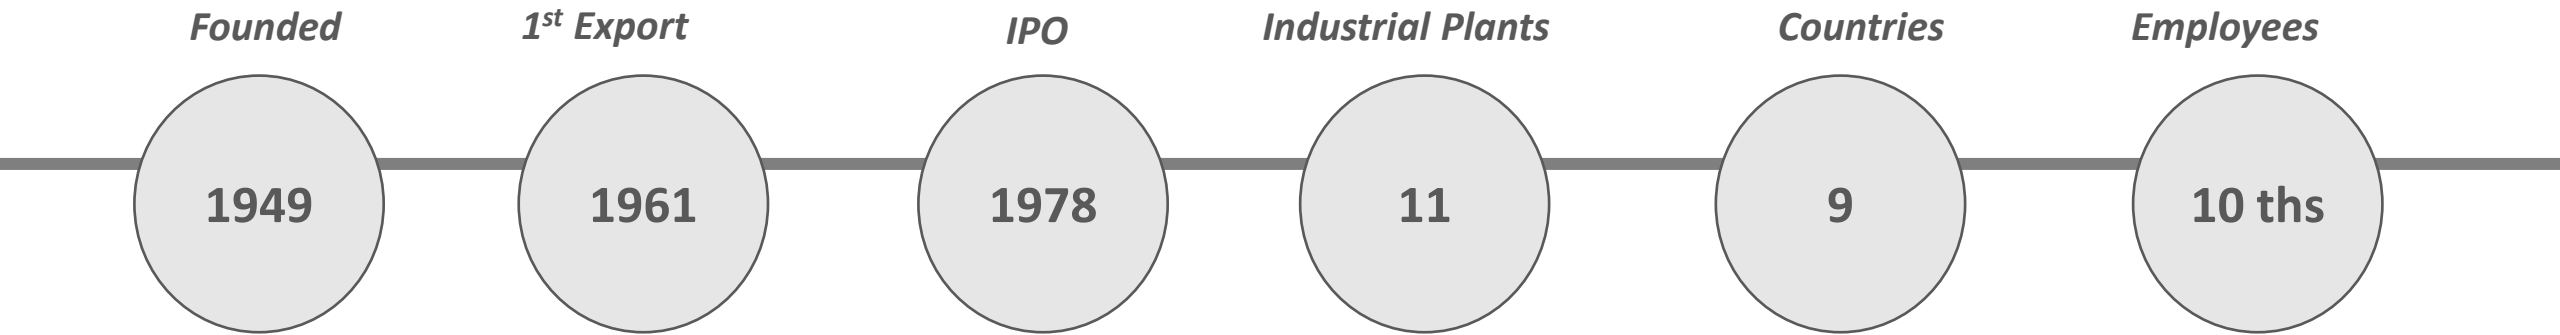 Founded
1st Export
IPO
Industrial Plants
Countries
Employees
1949
1961
1978
11
9
10 ths